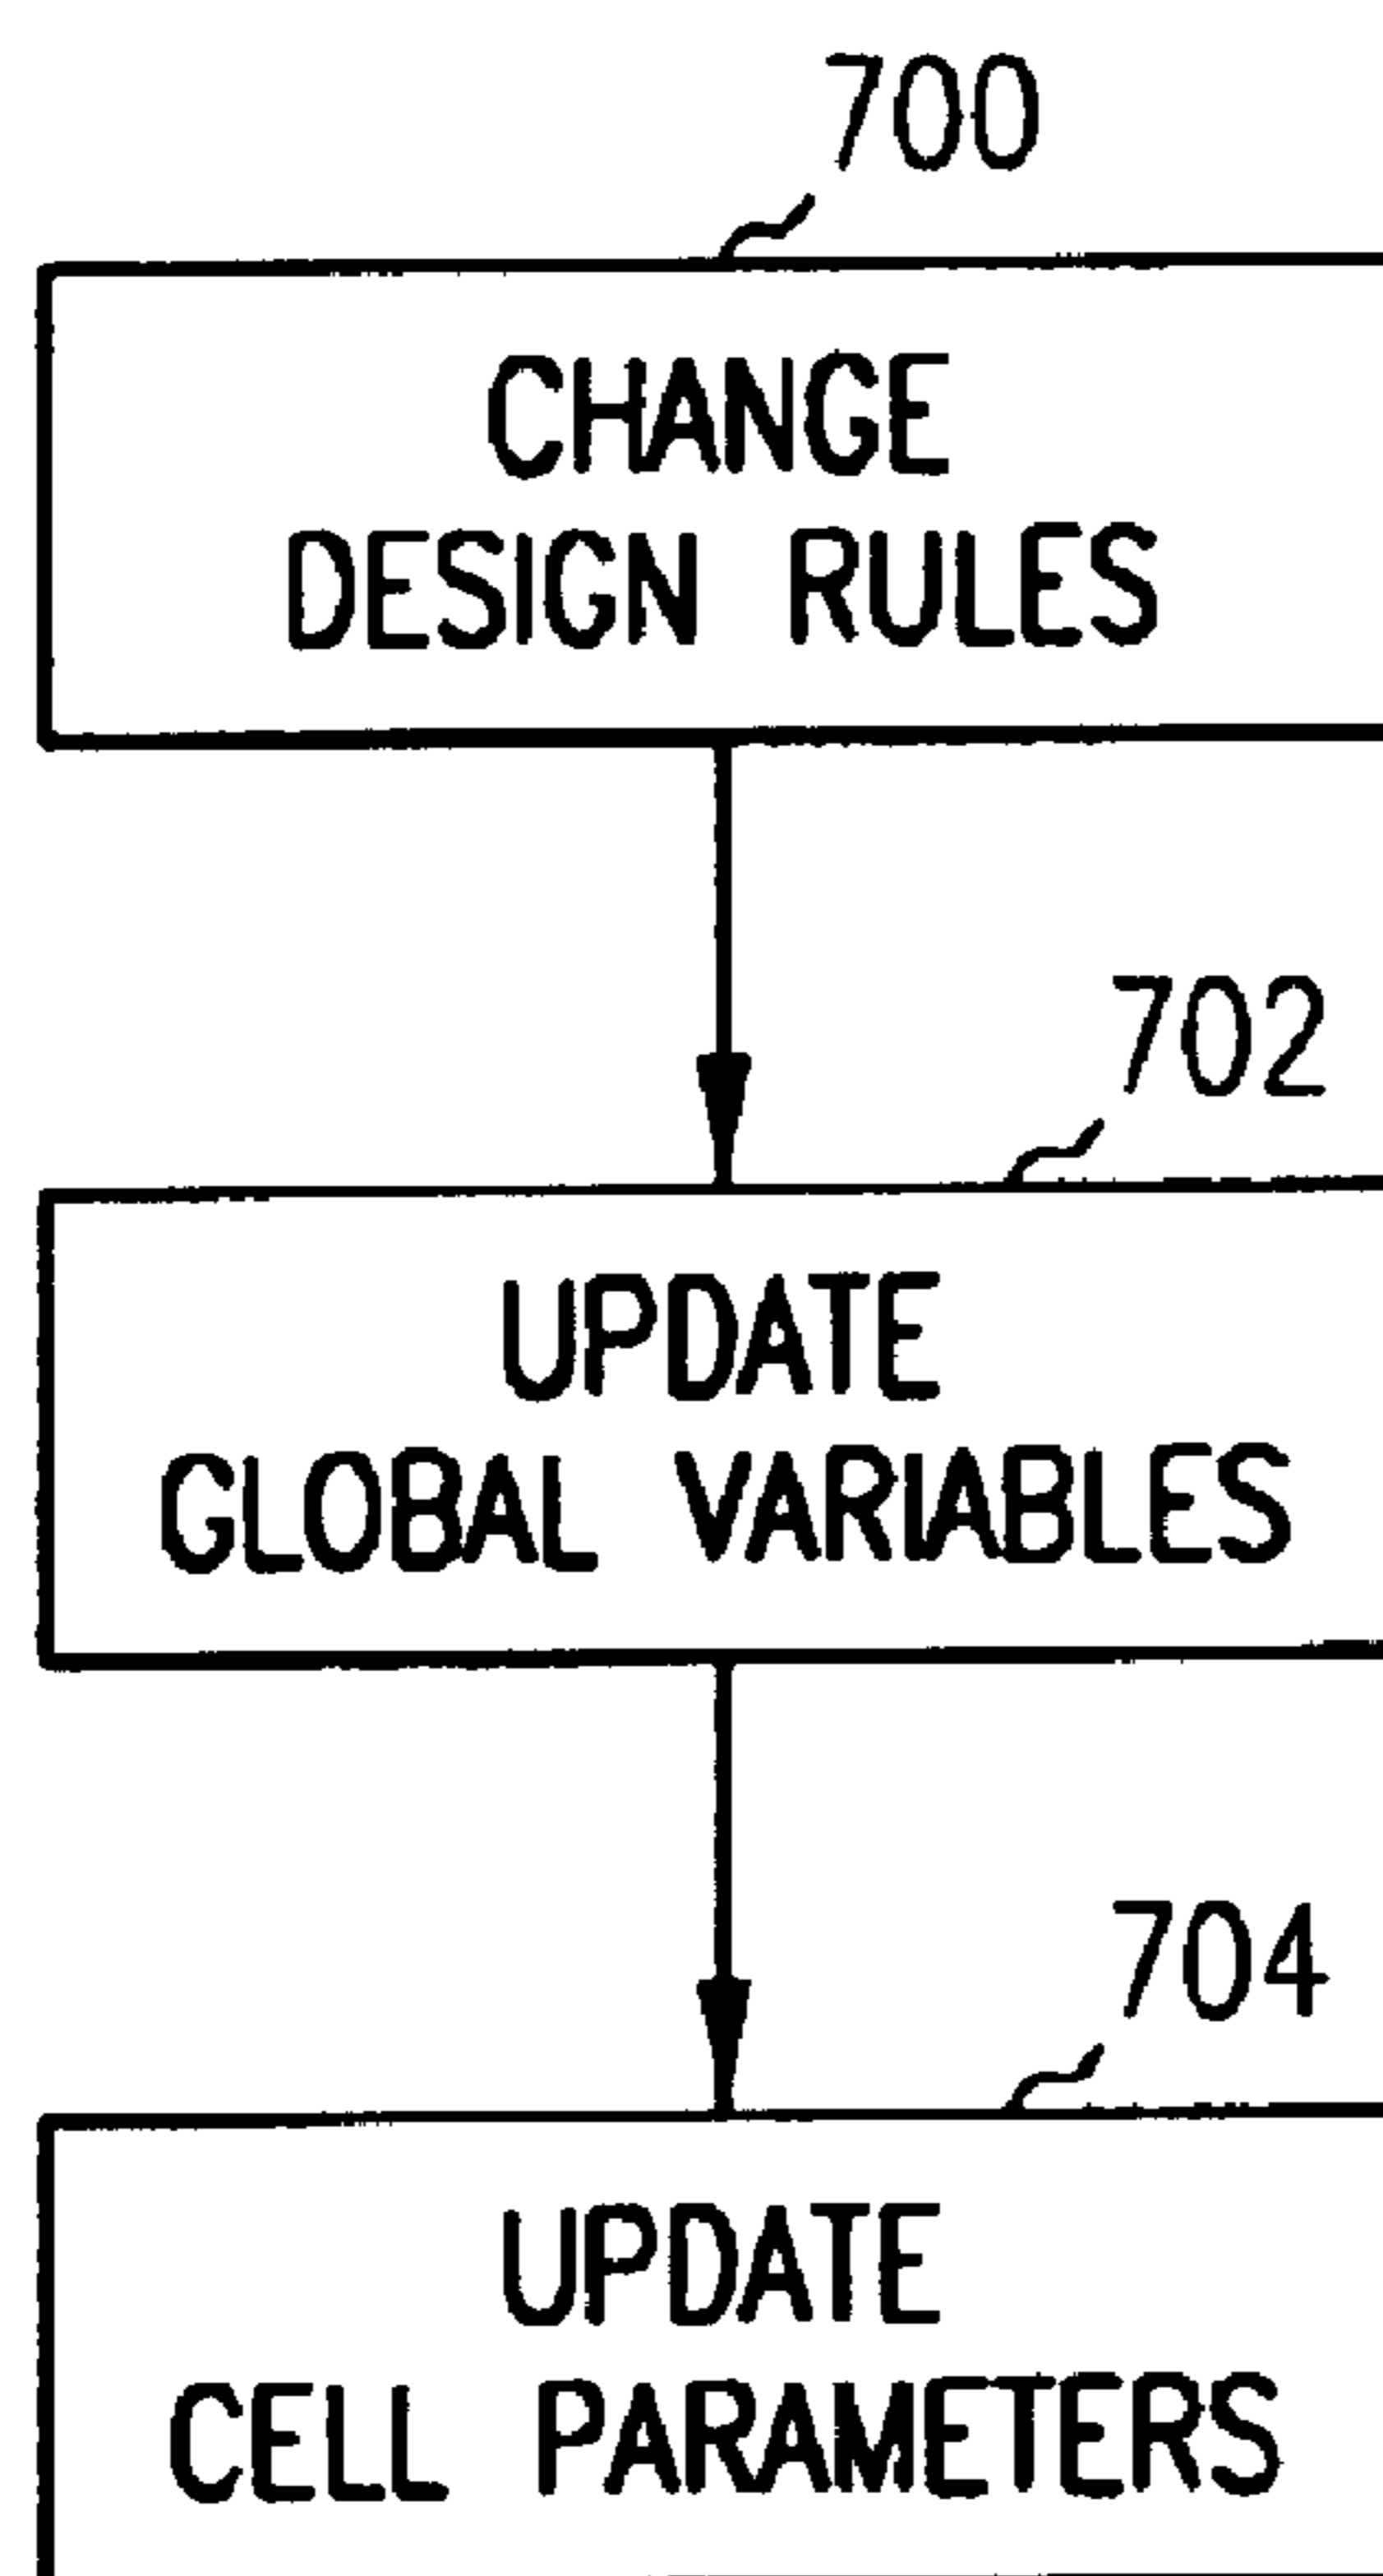 700
CHANGE
DESIGN RULES
702
UPDATE
GLOBAL VARIABLES
704
UPDATE
CELL PARAMETERS